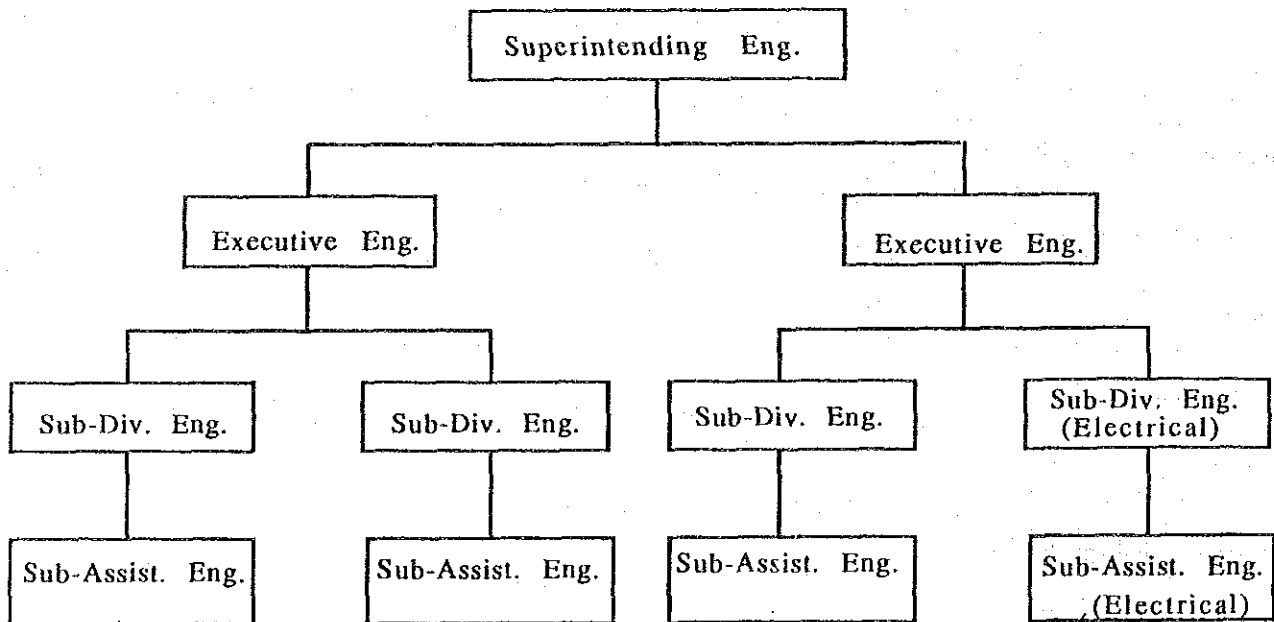 Superintending Eng.
Executive Eng.
Executive Eng.
Sub-Div. Eng.
Sub-Div. Eng.
Sub-Div. Eng.
Sub-Div. Eng.
(Electrical)
Sub-Assist. Eng.
Sub-Assist. Eng.
Sub-Assist. Eng.
Sub-Assist. Eng.
(Electrical)